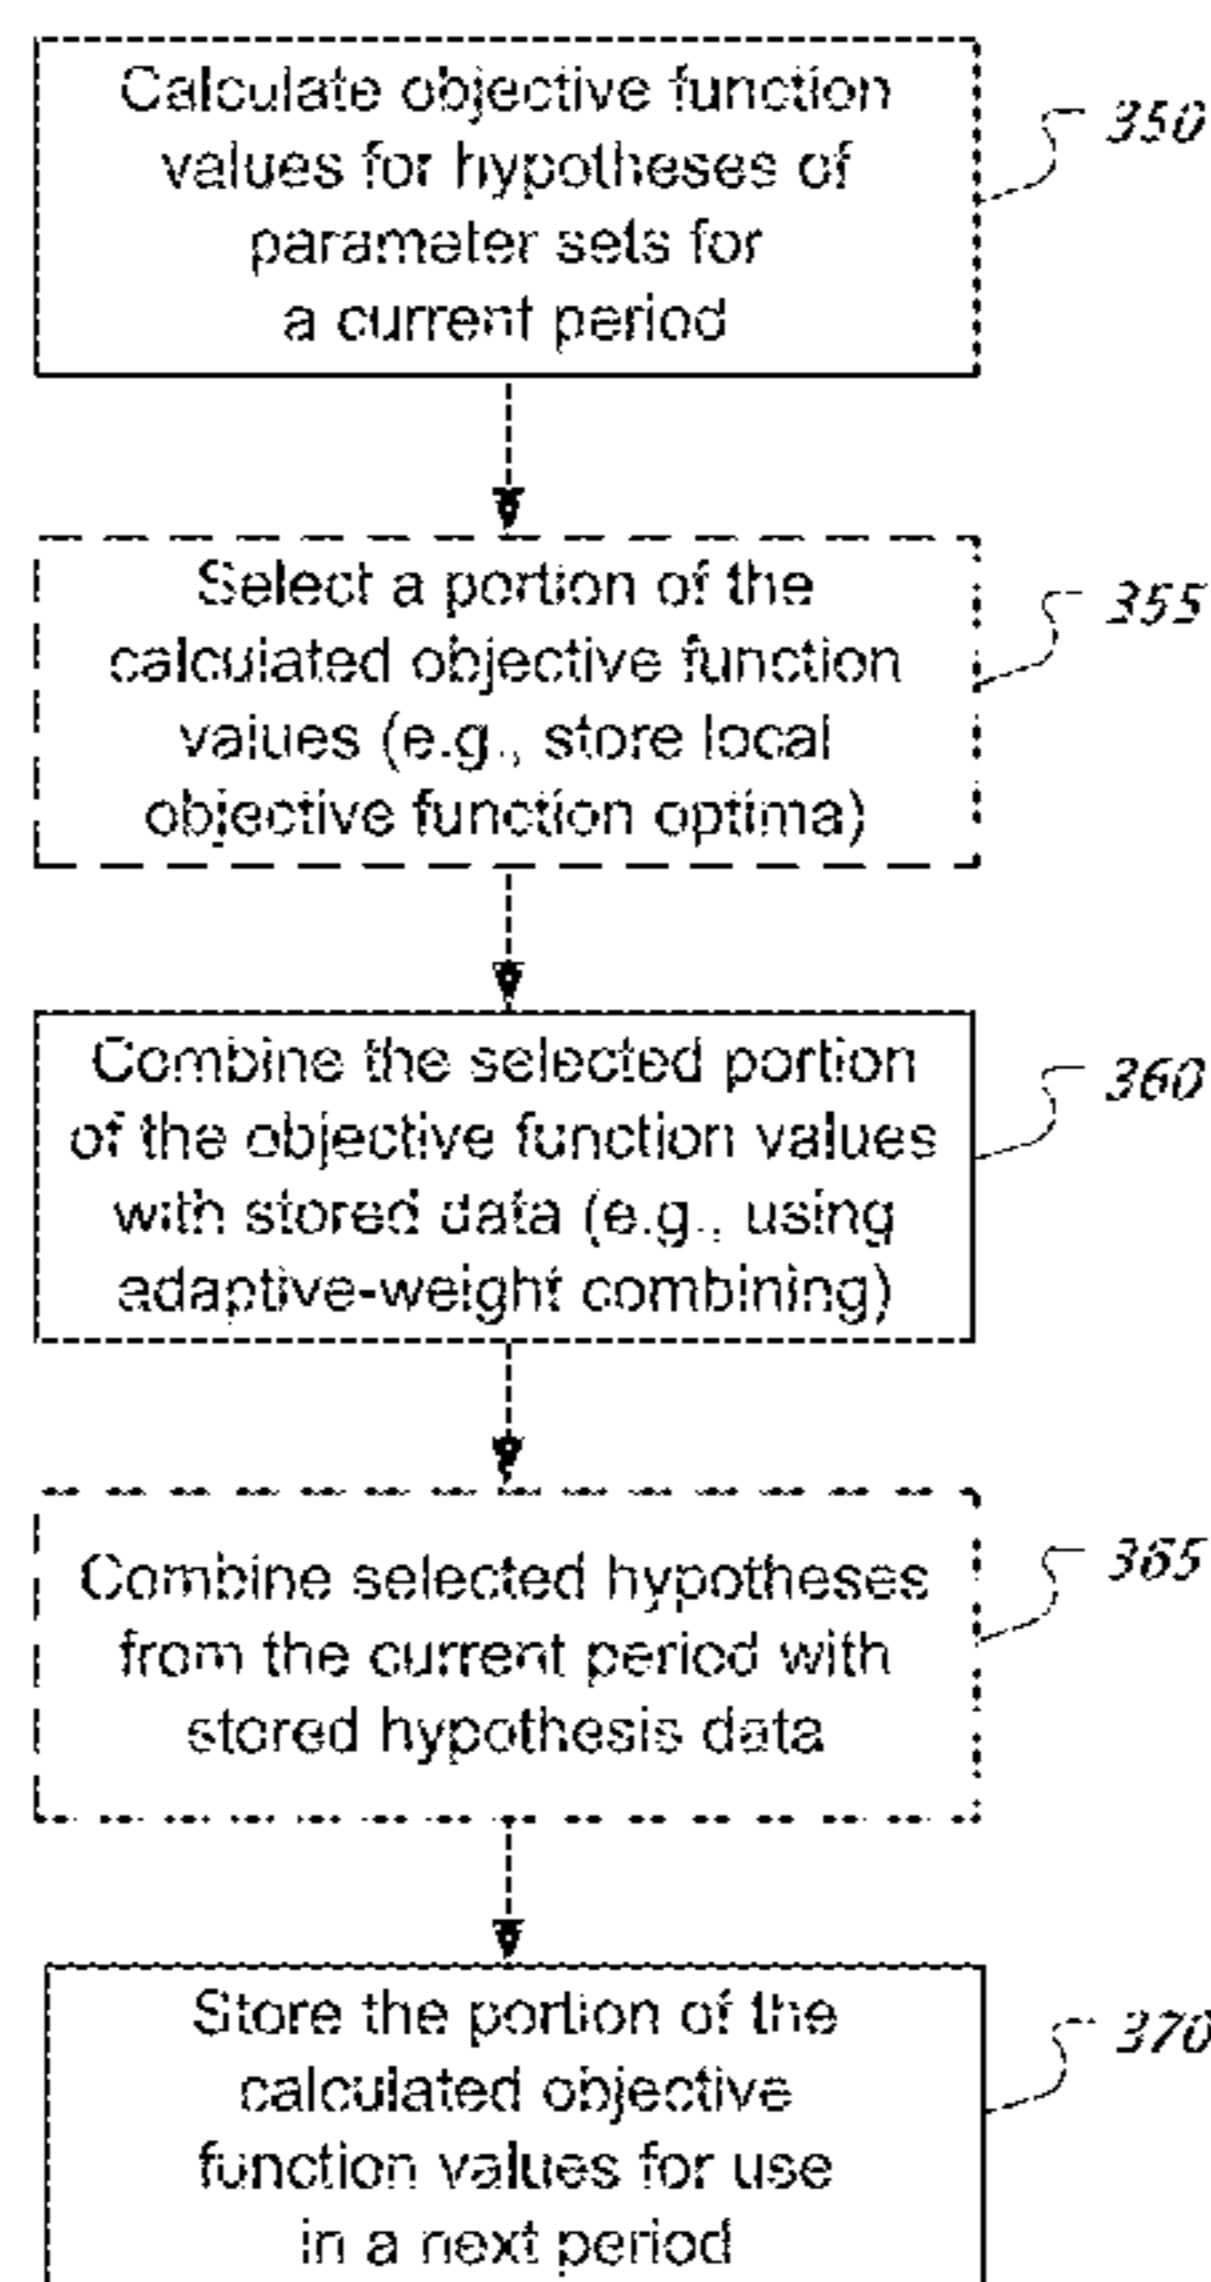 Calculate objective function
values for hypotheses of
parameter sets for
a current period
350
Select a portion of the
calculated objective function
values (e.g., store local
objective function optima)
355
Combine the selected portion
of the objective function values
with stored data (e.g., using
adaptive-weight combining)
360
Combine selected hypotheses
from the current period with
stored hypothesis data
365
Store the portion of the
calculated objective
function values for use
in a next period
370